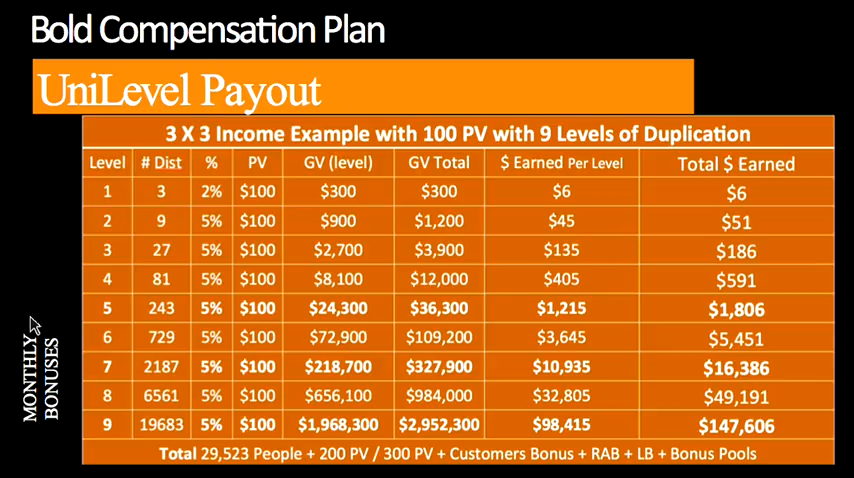 Bold Compensation Plan
UniLevel Payout
3 X 3 Income Example with 100 PV with 9 Levels of Duplication
Level # Dist % PV GV (level) GV Total $ Earned Per Level Total $ Earned
1 3 2% $100 $300 $300 $6 $6
2 9 5% $100 $900 $1,200 $45 $51
3 27 5% $100 $2,700 $3,900 $135 $186
4 81 5% $100 $8,100 $12,000 $405 $591
5 243 5% $100 $24,300 $36,300 $1,215 $1,806
6 729 5% $100 $72,900 $109,200 $3,645 $5,451
7 2187 5% $100 $218,700 $327,900 $10,935 $16,386
8 6561 5% $100 $656,100 $984,000 $32,805 $49,191
9 19683 5% $100 $1,968,300 $2,952,300 $98,415 $147,606
Total 29,523 People + 200 PV / 300 PV + Customers Bonus + RAB + LB + Bonus Pools
MONTHLY
BONUSES